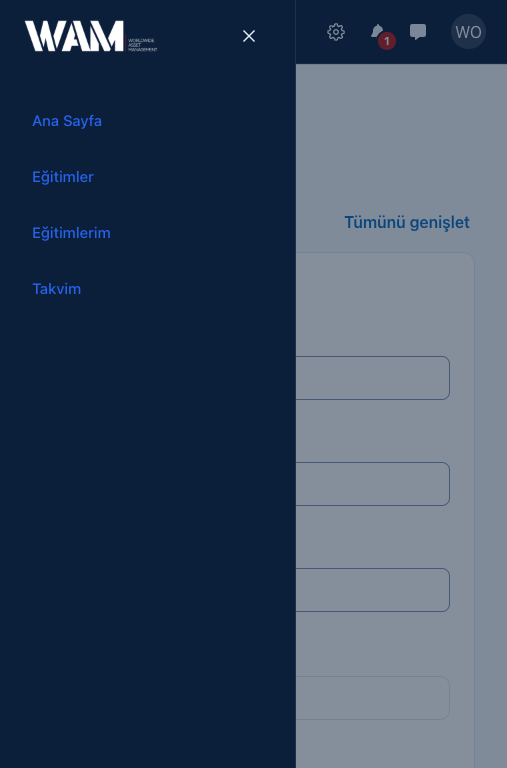 WAM
WORLDWIDE
ASSET
MANAGEMENT
1
WO
Ana Sayfa
Eğitimler
Eğitimlerim
Takvim
Tümünü genişlet